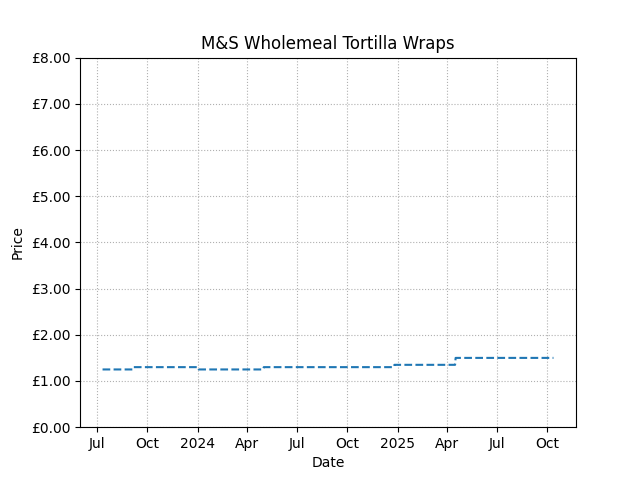 M&S Wholemeal Tortilla Wraps
£8.00
£7.00
£6.00
£5.00
£4.00
£3.00
£2.00
£1.00
£0.00
Price
Jul Oct 2024 Apr Jul Oct 2025 Apr Jul Oct
Date